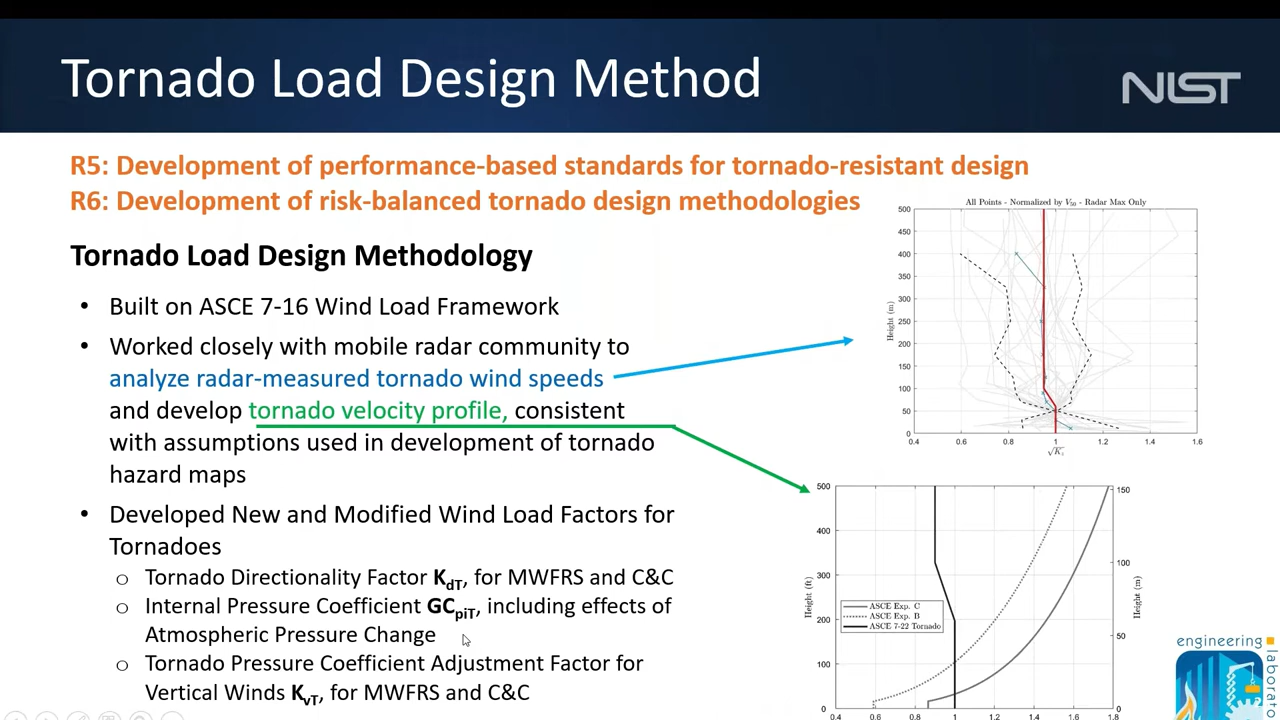 Tornado Load Design Method
NIST
R5: Development of performance-based standards for tornado-resistant design
R6: Development of risk-balanced tornado design methodologies
Tornado Load Design Methodology
• Built on ASCE 7-16 Wind Load Framework
• Worked closely with mobile radar community to
analyze radar-measured tornado wind speeds
and develop tornado velocity profile, consistent
with assumptions used in development of tornado
hazard maps
• Developed New and Modified Wind Load Factors for
Tornadoes
o Tornado Directionality Factor KdT, for MWFRS and C&C
o Internal Pressure Coefficient GCpiT, including effects of
Atmospheric Pressure Change
o Tornado Pressure Coefficient Adjustment Factor for
Vertical Winds KvT, for MWFRS and C&C
All Points - Normalized by V50 - Radar Max Only
500
450
400
350
300
250
200
150
100
50
0
Height (m)
0.4 0.6 0.8 1 1.2 1.4 1.6
√Kz
500
400
300
200
100
0
Height (ft)
150
100
50
0
Height (m)
ASCE Exp. C
ASCE Exp. B
ASCE 7-22 Tornado
0.4 0.6 0.8 1 1.2 1.4 1.6 1.8
engineering
laborato